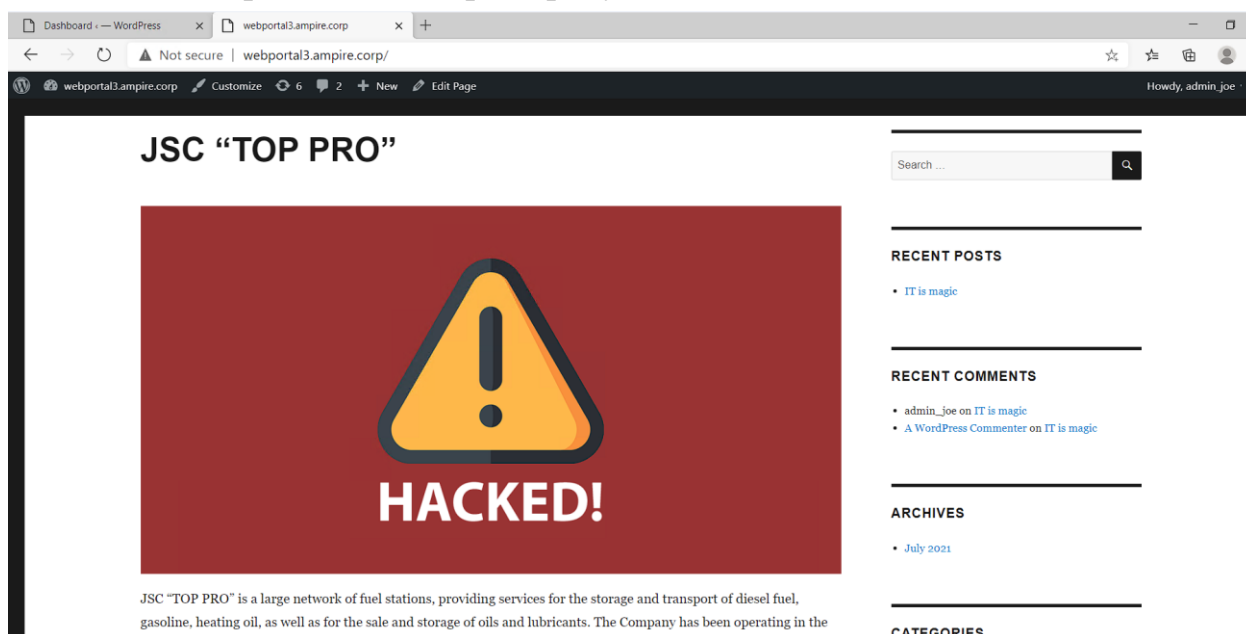 Dashboard ‹ — WordPress
webportal3.ampire.corp
Not secure | webportal3.ampire.corp/
webportal3.ampire.corp Customize 6 2 New Edit Page Howdy, admin_joe
JSC “TOP PRO”
HACKED!
JSC “TOP PRO” is a large network of fuel stations, providing services for the storage and transport of diesel fuel,
gasoline, heating oil, as well as for the sale and storage of oils and lubricants. The Company has been operating in the
Search …
RECENT POSTS
IT is magic
RECENT COMMENTS
admin_joe on IT is magic
A WordPress Commenter on IT is magic
ARCHIVES
July 2021
CATEGORIES